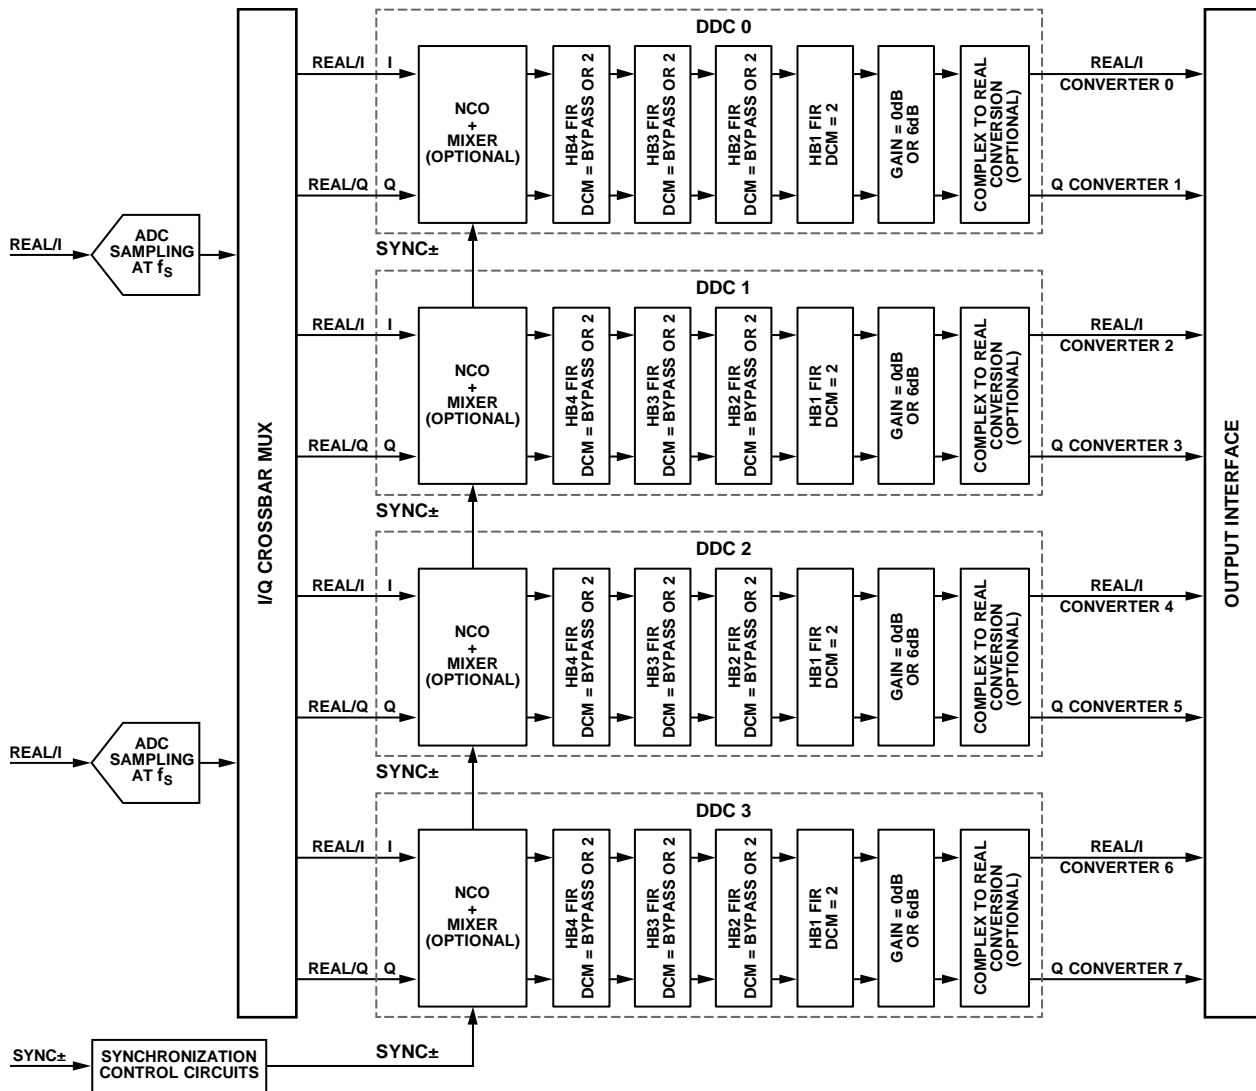 I/Q CROSSBAR MUX
OUTPUT INTERFACE
REAL/I
ADC
SAMPLING
AT fS
REAL/I
ADC
SAMPLING
AT fS
SYNC±
SYNCHRONIZATION
CONTROL CIRCUITS
SYNC±
DDC 0
REAL/I I
REAL/Q Q
NCO
+
MIXER
(OPTIONAL)
HB4 FIR
DCM = BYPASS OR 2
HB3 FIR
DCM = BYPASS OR 2
HB2 FIR
DCM = BYPASS OR 2
HB1 FIR
DCM = 2
GAIN = 0dB
OR 6dB
COMPLEX TO REAL
CONVERSION
(OPTIONAL)
REAL/I
CONVERTER 0
Q CONVERTER 1
SYNC±
DDC 1
REAL/I I
REAL/Q Q
NCO
+
MIXER
(OPTIONAL)
HB4 FIR
DCM = BYPASS OR 2
HB3 FIR
DCM = BYPASS OR 2
HB2 FIR
DCM = BYPASS OR 2
HB1 FIR
DCM = 2
GAIN = 0dB
OR 6dB
COMPLEX TO REAL
CONVERSION
(OPTIONAL)
REAL/I
CONVERTER 2
Q CONVERTER 3
SYNC±
DDC 2
REAL/I I
REAL/Q Q
NCO
+
MIXER
(OPTIONAL)
HB4 FIR
DCM = BYPASS OR 2
HB3 FIR
DCM = BYPASS OR 2
HB2 FIR
DCM = BYPASS OR 2
HB1 FIR
DCM = 2
GAIN = 0dB
OR 6dB
COMPLEX TO REAL
CONVERSION
(OPTIONAL)
REAL/I
CONVERTER 4
Q CONVERTER 5
SYNC±
DDC 3
REAL/I I
REAL/Q Q
NCO
+
MIXER
(OPTIONAL)
HB4 FIR
DCM = BYPASS OR 2
HB3 FIR
DCM = BYPASS OR 2
HB2 FIR
DCM = BYPASS OR 2
HB1 FIR
DCM = 2
GAIN = 0dB
OR 6dB
COMPLEX TO REAL
CONVERSION
(OPTIONAL)
REAL/I
CONVERTER 6
Q CONVERTER 7